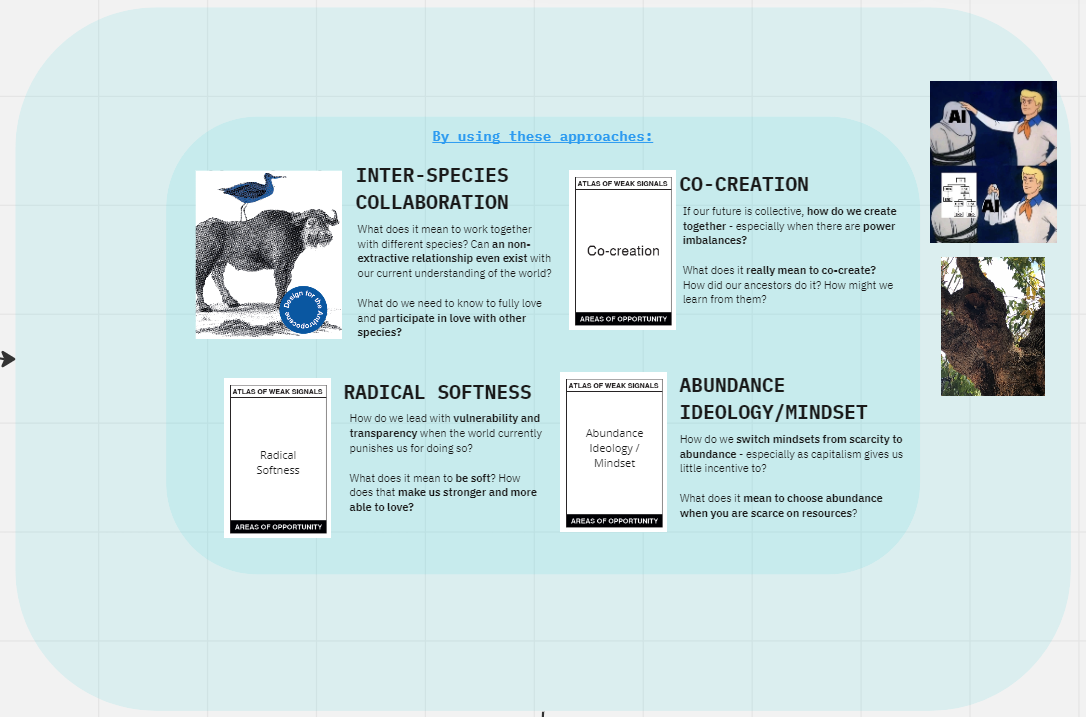 By using these approaches:
INTER-SPECIES
COLLABORATION
What does it mean to work together
with different species? Can an non-
extractive relationship even exist with
our current understanding of the world?
What do we need to know to fully love
and participate in love with other
species?
Design for the Anthropocene
ATLAS OF WEAK SIGNALS
Co-creation
AREAS OF OPPORTUNITY
CO-CREATION
If our future is collective, how do we create
together - especially when there are power
imbalances?
What does it really mean to co-create?
How did our ancestors do it? How might we
learn from them?
AI
AI
ATLAS OF WEAK SIGNALS
Radical
Softness
AREAS OF OPPORTUNITY
RADICAL SOFTNESS
How do we lead with vulnerability and
transparency when the world currently
punishes us for doing so?
What does it mean to be soft? How
does that make us stronger and more
able to love?
ATLAS OF WEAK SIGNALS
Abundance
Ideology /
Mindset
AREAS OF OPPORTUNITY
ABUNDANCE
IDEOLOGY/MINDSET
How do we switch mindsets from scarcity to
abundance - especially as capitalism gives us
little incentive to?
What does it mean to choose abundance
when you are scarce on resources?